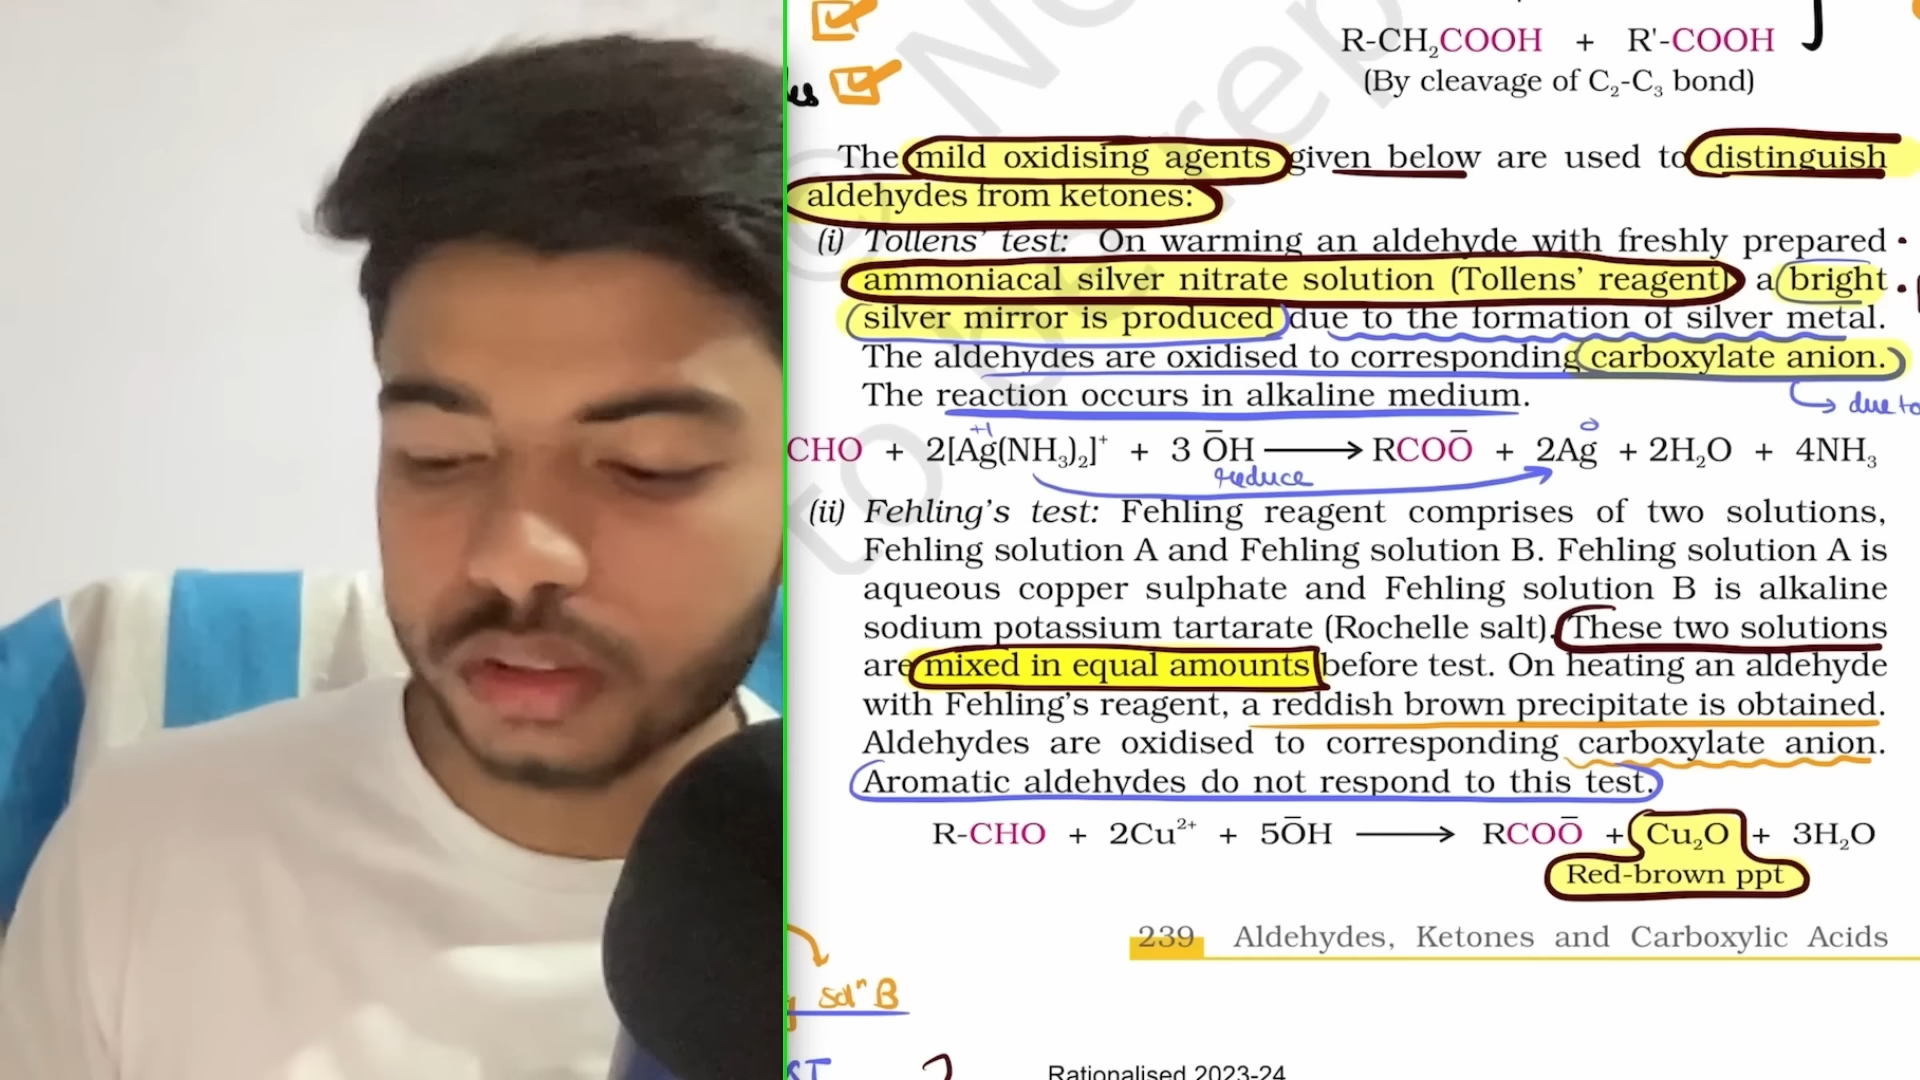 R-CH₂COOH + R'-COOH
(By cleavage of C₂-C₃ bond)
The mild oxidising agents given below are used to distinguish
aldehydes from ketones:
(i) Tollens' test: On warming an aldehyde with freshly prepared
ammoniacal silver nitrate solution (Tollens' reagent) a bright
silver mirror is produced due to the formation of silver metal.
The aldehydes are oxidised to corresponding carboxylate anion.
The reaction occurs in alkaline medium.
due to
+1 0
CHO + 2[Ag(NH₃)₂]⁺ + 3 ŌH ⟶ RCOŌ + 2Ag + 2H₂O + 4NH₃
reduce
(ii) Fehling's test: Fehling reagent comprises of two solutions,
Fehling solution A and Fehling solution B. Fehling solution A is
aqueous copper sulphate and Fehling solution B is alkaline
sodium potassium tartarate (Rochelle salt). These two solutions
are mixed in equal amounts before test. On heating an aldehyde
with Fehling's reagent, a reddish brown precipitate is obtained.
Aldehydes are oxidised to corresponding carboxylate anion.
Aromatic aldehydes do not respond to this test.
R-CHO + 2Cu²⁺ + 5ŌH ⟶ RCOŌ + Cu₂O + 3H₂O
Red-brown ppt
239 Aldehydes, Ketones and Carboxylic Acids
solⁿ B
Rationalised 2023-24